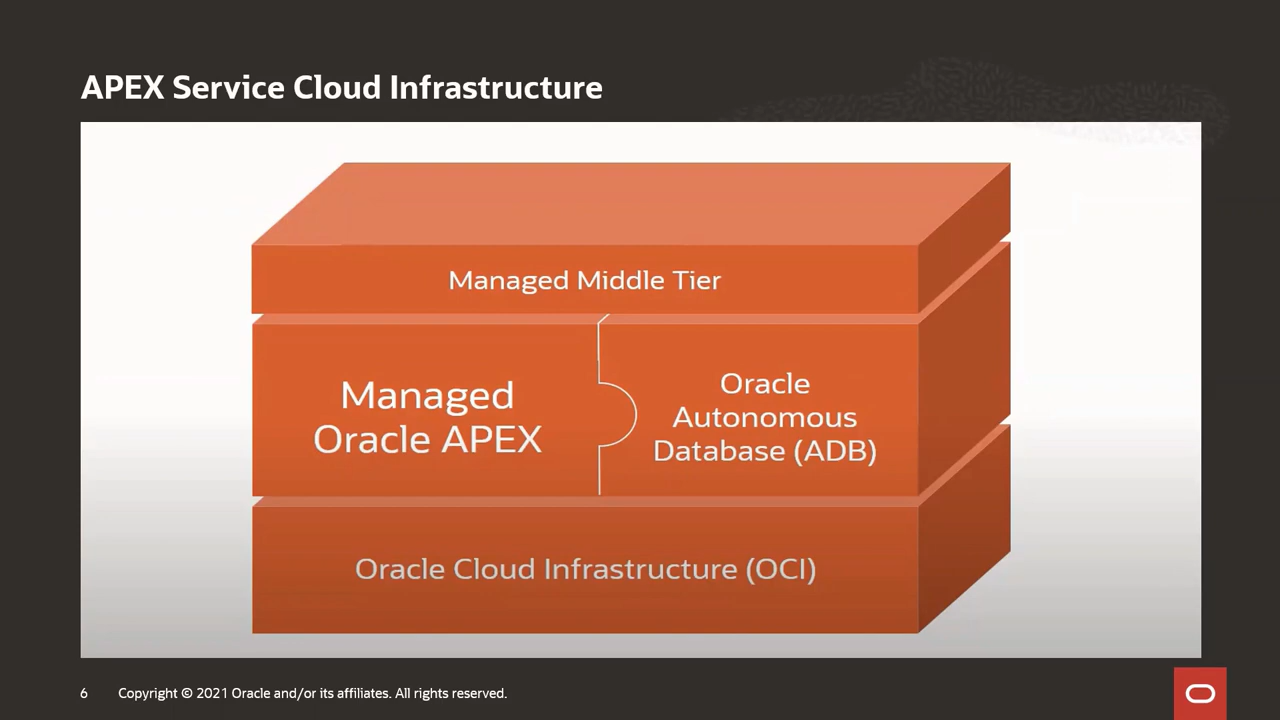 APEX Service Cloud Infrastructure
Managed Middle Tier
Managed
Oracle APEX
Oracle
Autonomous
Database (ADB)
Oracle Cloud Infrastructure (OCI)
6 Copyright © 2021 Oracle and/or its affiliates. All rights reserved.